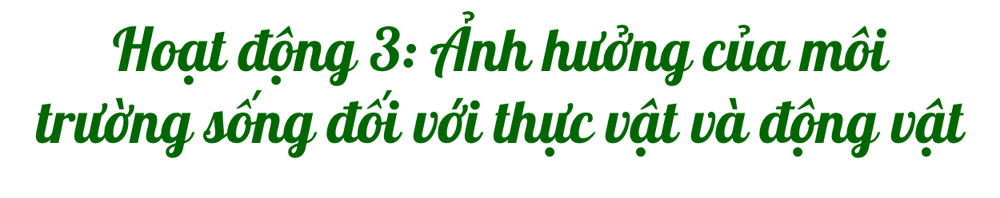 Hoạt động 3: Ảnh hưởng của môi
trường sống đối với thực vật và động vật